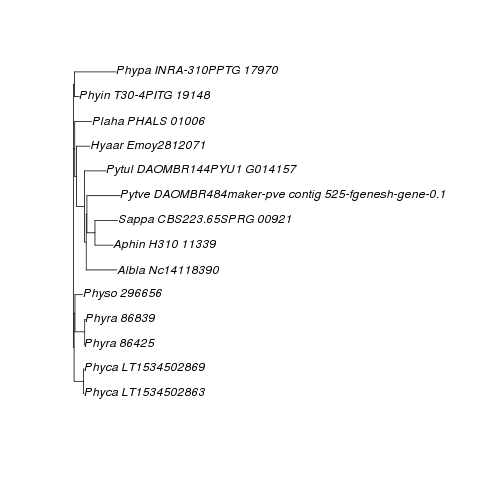 Phypa INRA-310PPTG 17970
Phyin T30-4PITG 19148
Plaha PHALS 01006
Hyaar Emoy2812071
Pytul DAOMBR144PYU1 G014157
Pytve DAOMBR484maker-pve contig 525-fgenesh-gene-0.1
Sappa CBS223.65SPRG 00921
Aphin H310 11339
Albla Nc14118390
Physo 296656
Phyra 86839
Phyra 86425
Phyca LT1534502869
Phyca LT1534502863